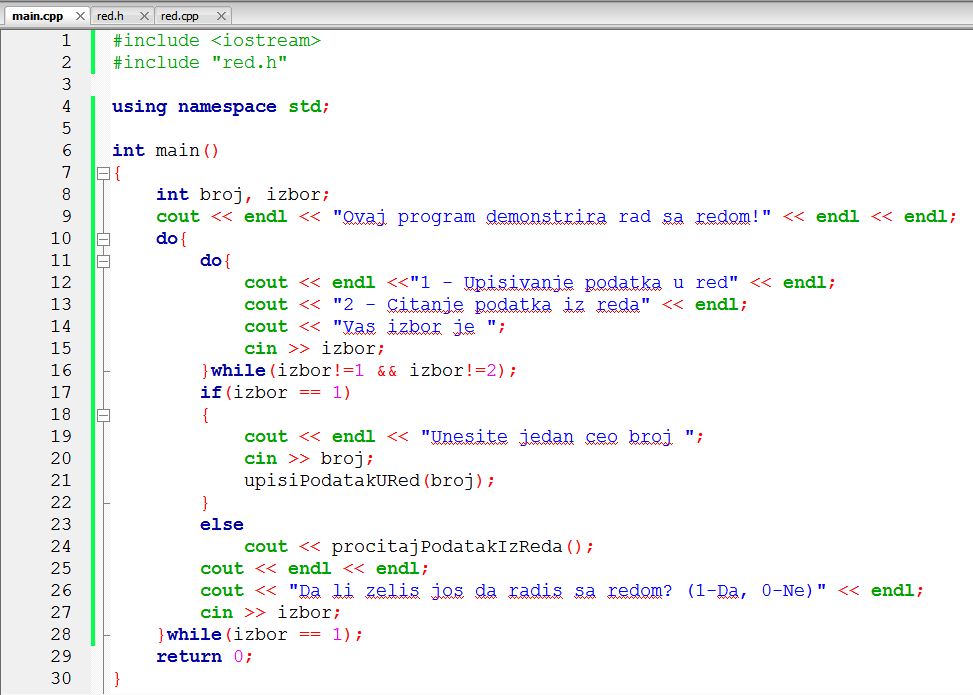 main.cpp red.h red.cpp
1 #include <iostream>
2 #include "red.h"
3
4 using namespace std;
5
6 int main()
7 {
8 int broj, izbor;
9 cout << endl << "Ovaj program demonstrira rad sa redom!" << endl << endl;
10 do{
11 do{
12 cout << endl <<"1 - Upisivanje podatka u red" << endl;
13 cout << "2 - Citanje podatka iz reda" << endl;
14 cout << "Vas izbor je ";
15 cin >> izbor;
16 }while(izbor!=1 && izbor!=2);
17 if(izbor == 1)
18 {
19 cout << endl << "Unesite jedan ceo broj ";
20 cin >> broj;
21 upisiPodatakURed(broj);
22 }
23 else
24 cout << procitajPodatakIzReda();
25 cout << endl << endl;
26 cout << "Da li zelis jos da radis sa redom? (1-Da, 0-Ne)" << endl;
27 cin >> izbor;
28 }while(izbor == 1);
29 return 0;
30 }